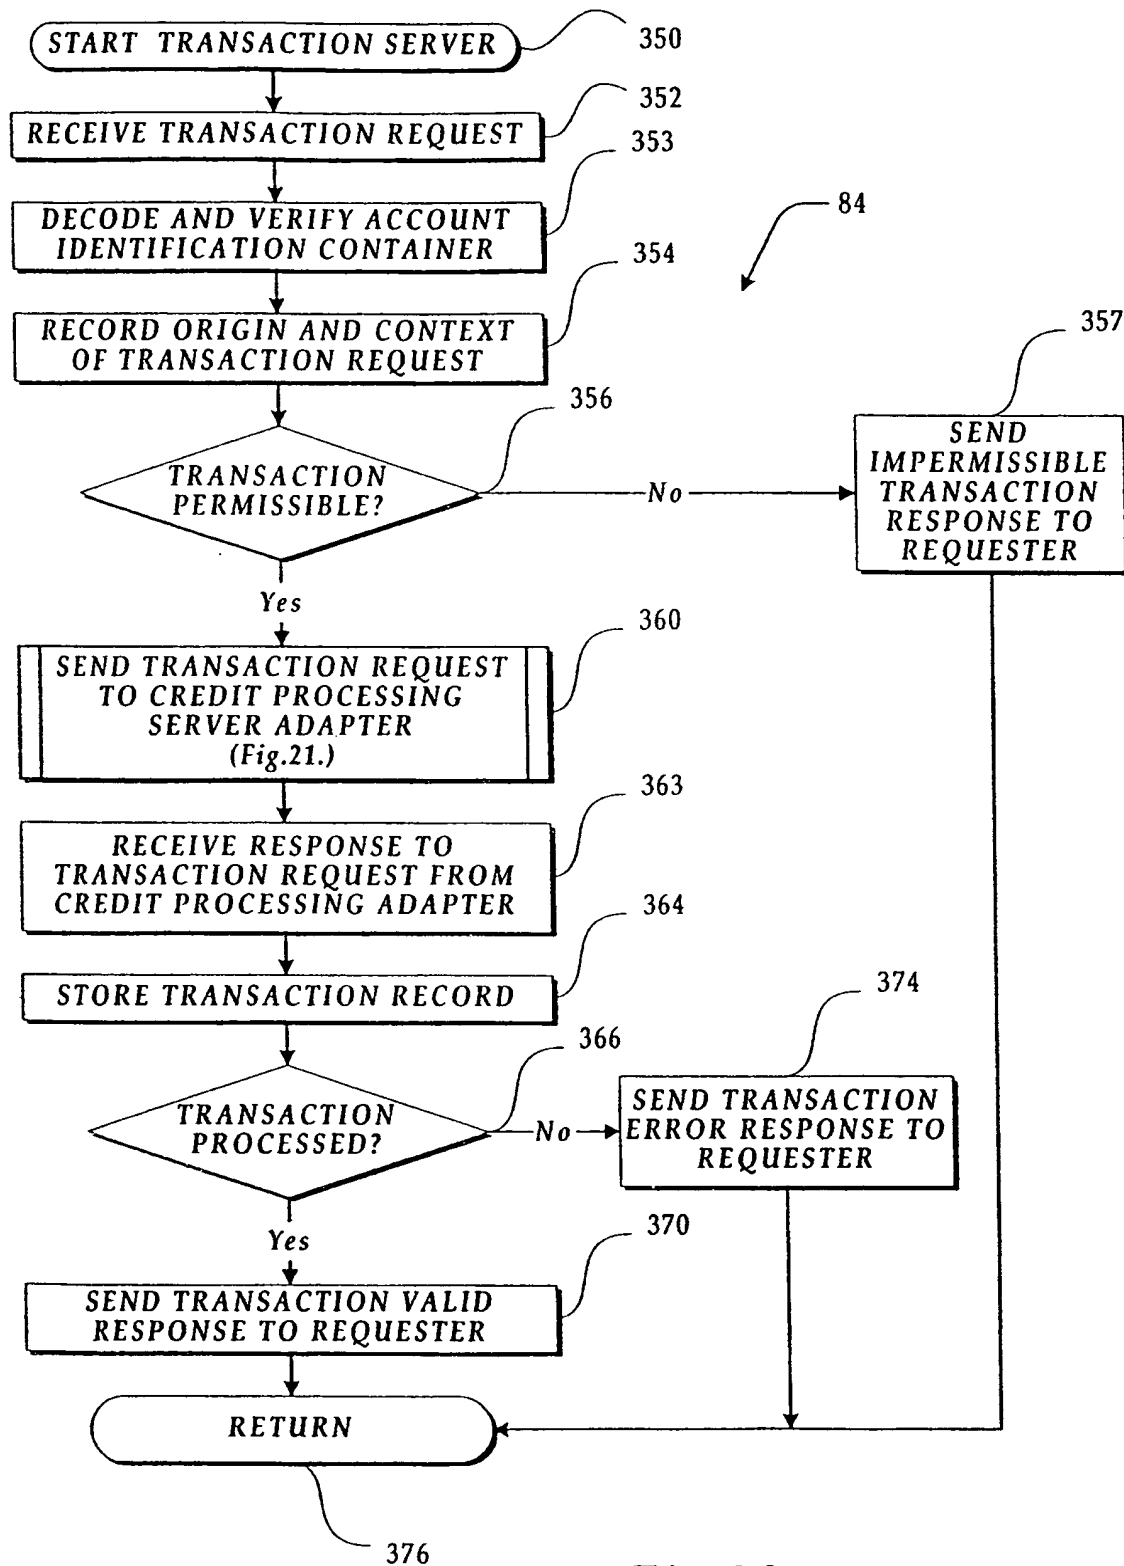 START TRANSACTION SERVER
350
RECEIVE TRANSACTION REQUEST
352
353
DECODE AND VERIFY ACCOUNT
IDENTIFICATION CONTAINER
84
354
RECORD ORIGIN AND CONTEXT
OF TRANSACTION REQUEST
357
356
TRANSACTION
PERMISSIBLE?
No
SEND
IMPERMISSIBLE
TRANSACTION
RESPONSE TO
REQUESTER
Yes
360
SEND TRANSACTION REQUEST
TO CREDIT PROCESSING
SERVER ADAPTER
(Fig.21.)
363
RECEIVE RESPONSE TO
TRANSACTION REQUEST FROM
CREDIT PROCESSING ADAPTER
364
STORE TRANSACTION RECORD
374
366
TRANSACTION
PROCESSED?
No
SEND TRANSACTION
ERROR RESPONSE TO
REQUESTER
Yes
370
SEND TRANSACTION VALID
RESPONSE TO REQUESTER
RETURN
376